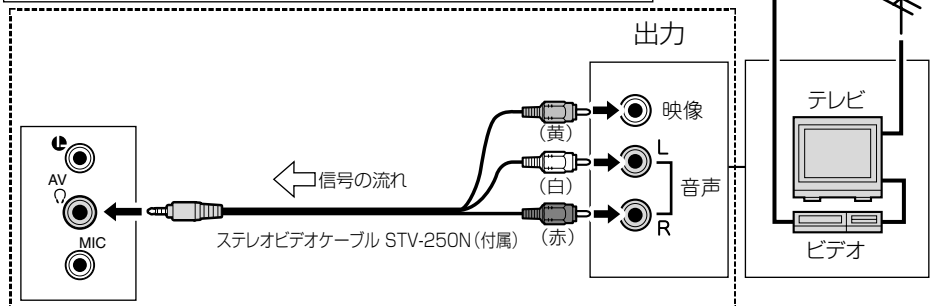 出力
テレビ
映像
(黄)
L
AV
信号の流れ
(白)
音声
MIC
ステレオビデオケーブル STV-250N(付属)
(赤)
R
ビデオ